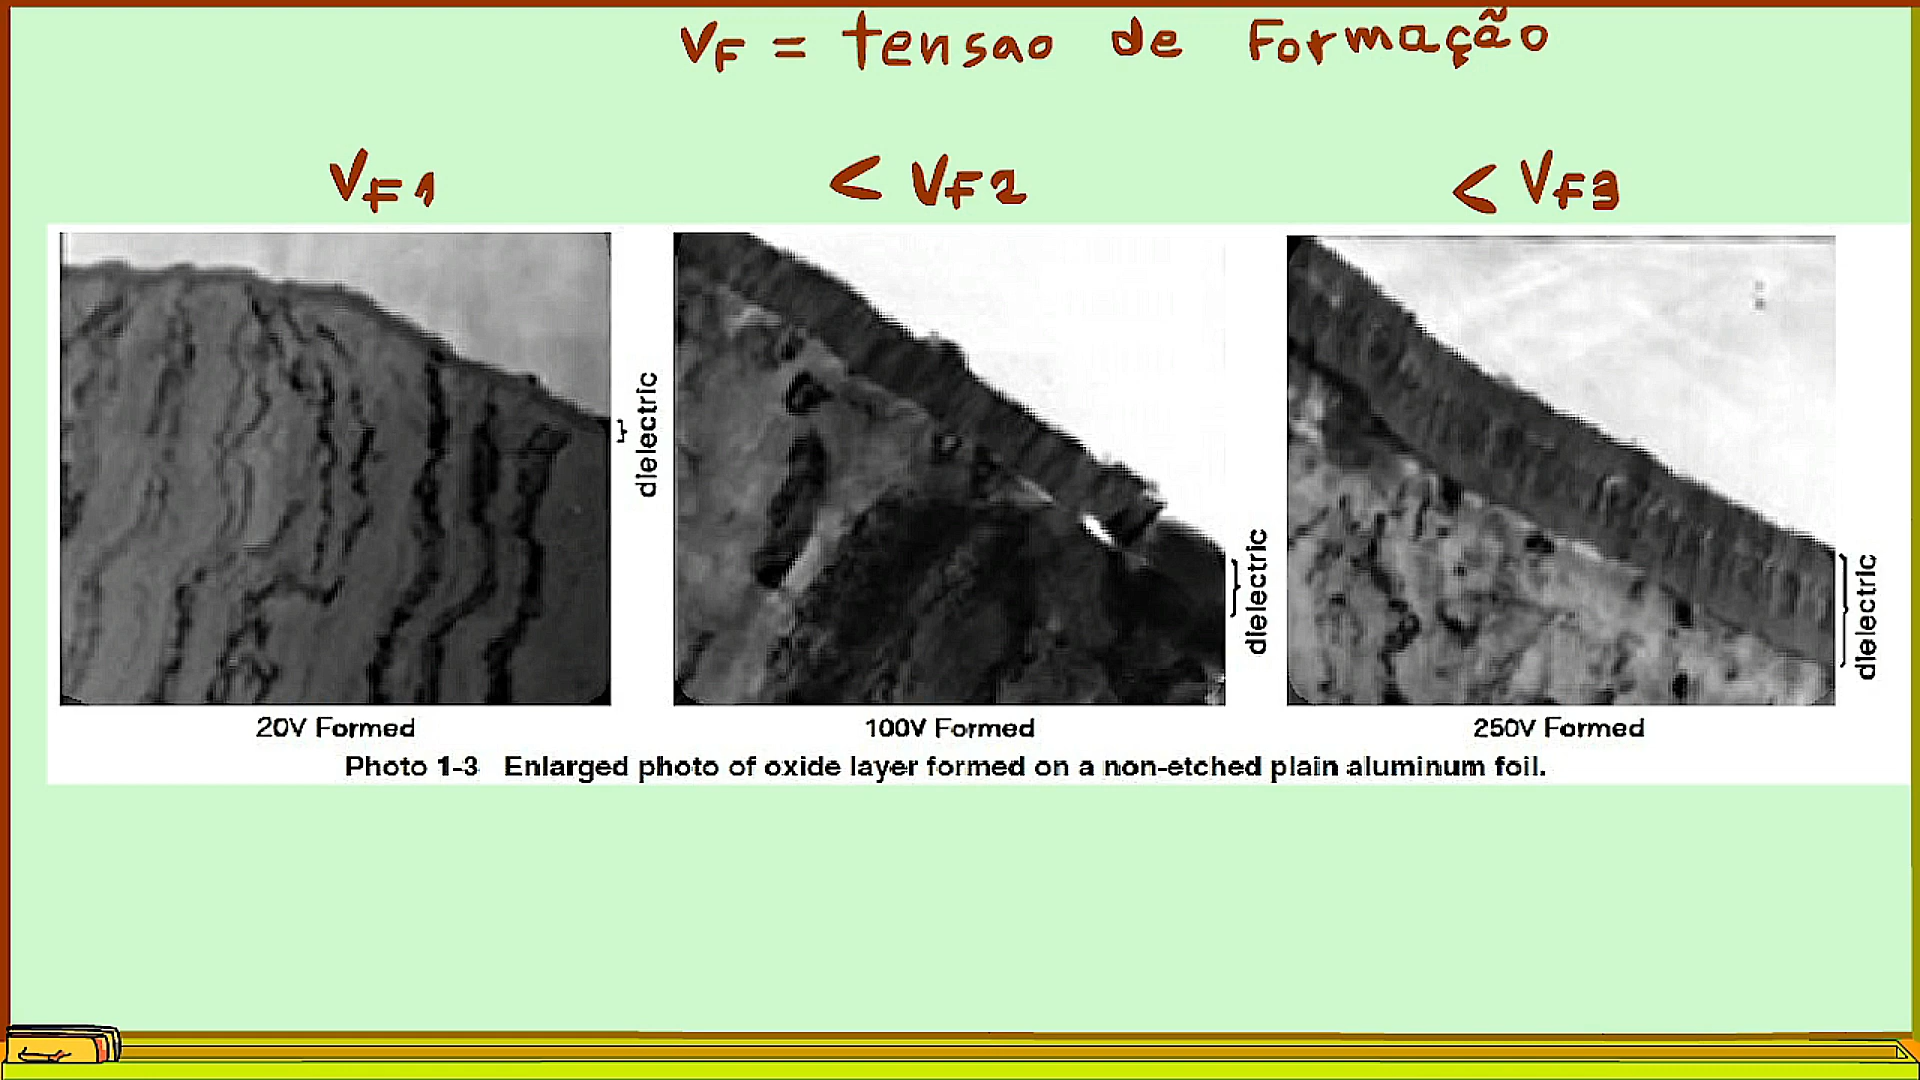 VF = tensao de Formação
VF1 < VF2 < VF3
dielectric
dielectric
dielectric
20V Formed 100V Formed 250V Formed
Photo 1-3 Enlarged photo of oxide layer formed on a non-etched plain aluminum foil.